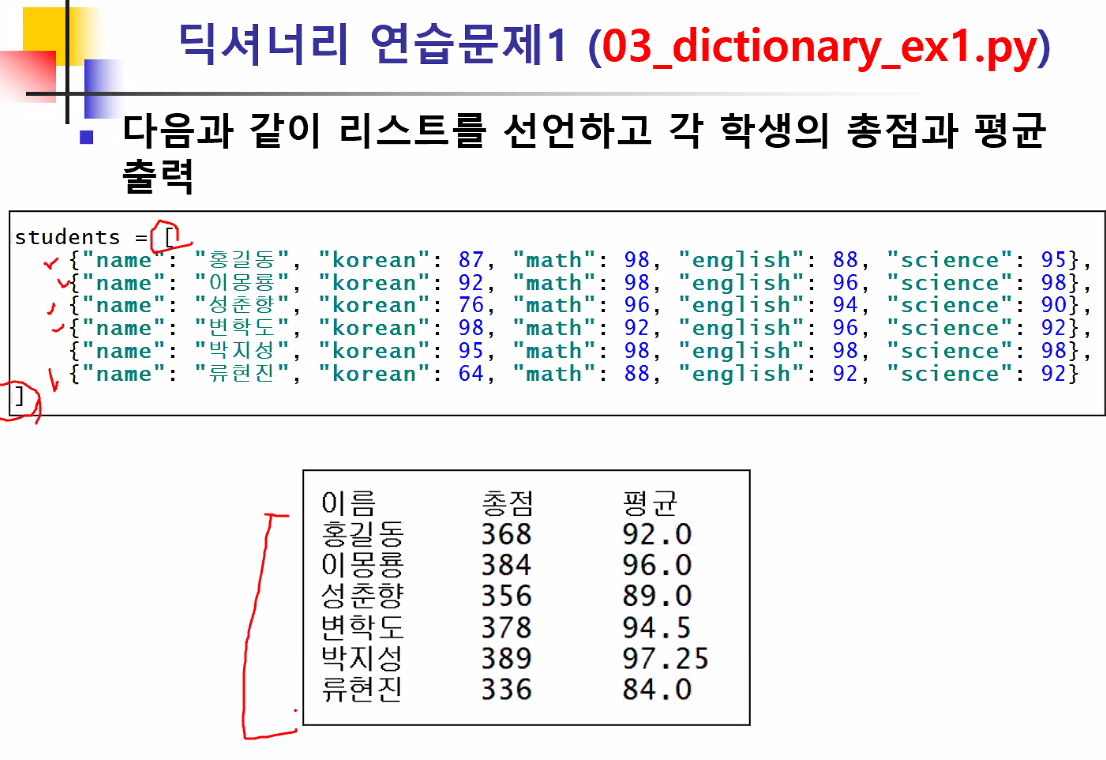 딕셔너리 연습문제1 (03_dictionary_ex1.py)
다음과 같이 리스트를 선언하고 각 학생의 총점과 평균
출력
students = [
{"name": "홍길동", "korean": 87, "math": 98, "english": 88, "science": 95},
{"name": "이몽룡", "korean": 92, "math": 98, "english": 96, "science": 98},
{"name": "성춘향", "korean": 76, "math": 96, "english": 94, "science": 90},
{"name": "변학도", "korean": 98, "math": 92, "english": 96, "science": 92},
{"name": "박지성", "korean": 95, "math": 98, "english": 98, "science": 98},
{"name": "류현진", "korean": 64, "math": 88, "english": 92, "science": 92}
]
이름 총점 평균
홍길동 368 92.0
이몽룡 384 96.0
성춘향 356 89.0
변학도 378 94.5
박지성 389 97.25
류현진 336 84.0